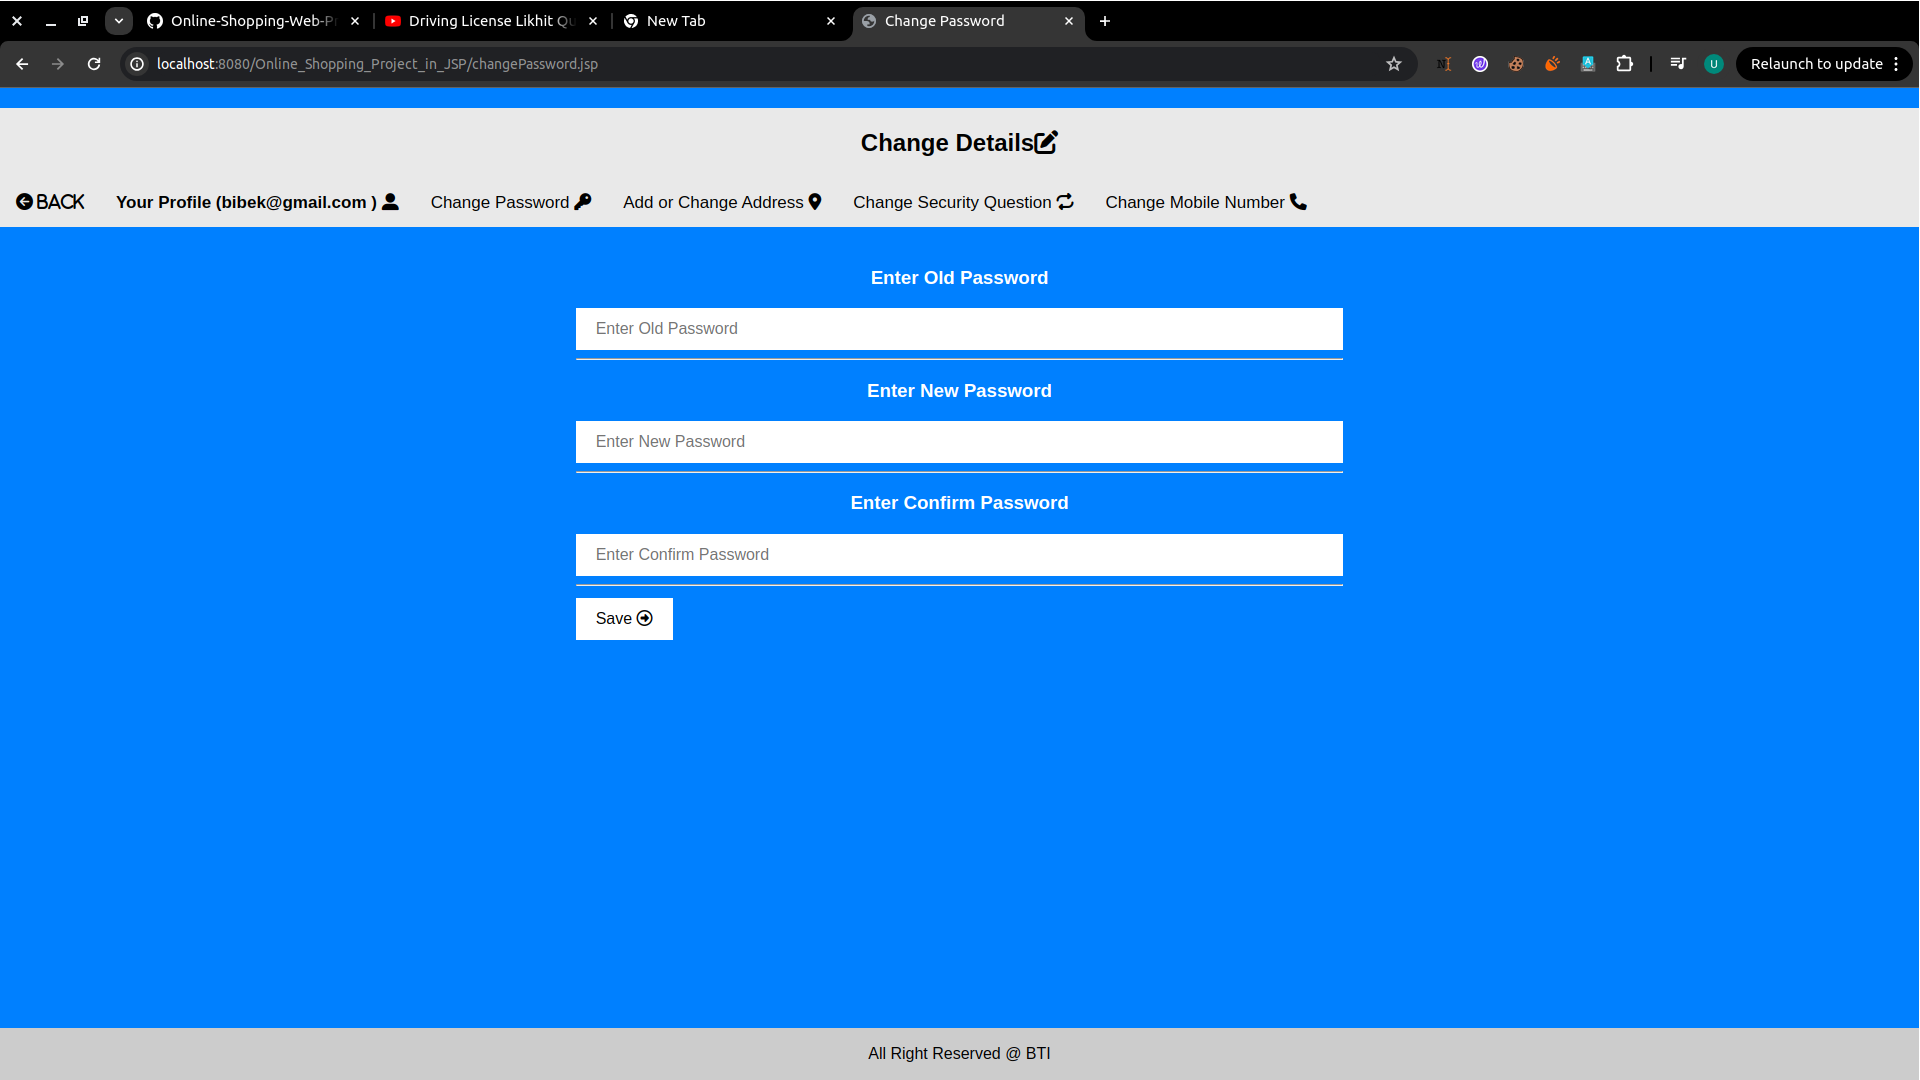 Online-Shopping-Web-Pr
Driving License Likhit Qu
New Tab
Change Password
localhost:8080/Online_Shopping_Project_in_JSP/changePassword.jsp
U
Relaunch to update
Change Details
BACK
Your Profile (bibek@gmail.com )
Change Password
Add or Change Address
Change Security Question
Change Mobile Number
Enter Old Password
Enter Old Password
Enter New Password
Enter New Password
Enter Confirm Password
Enter Confirm Password
Save
All Right Reserved @ BTI